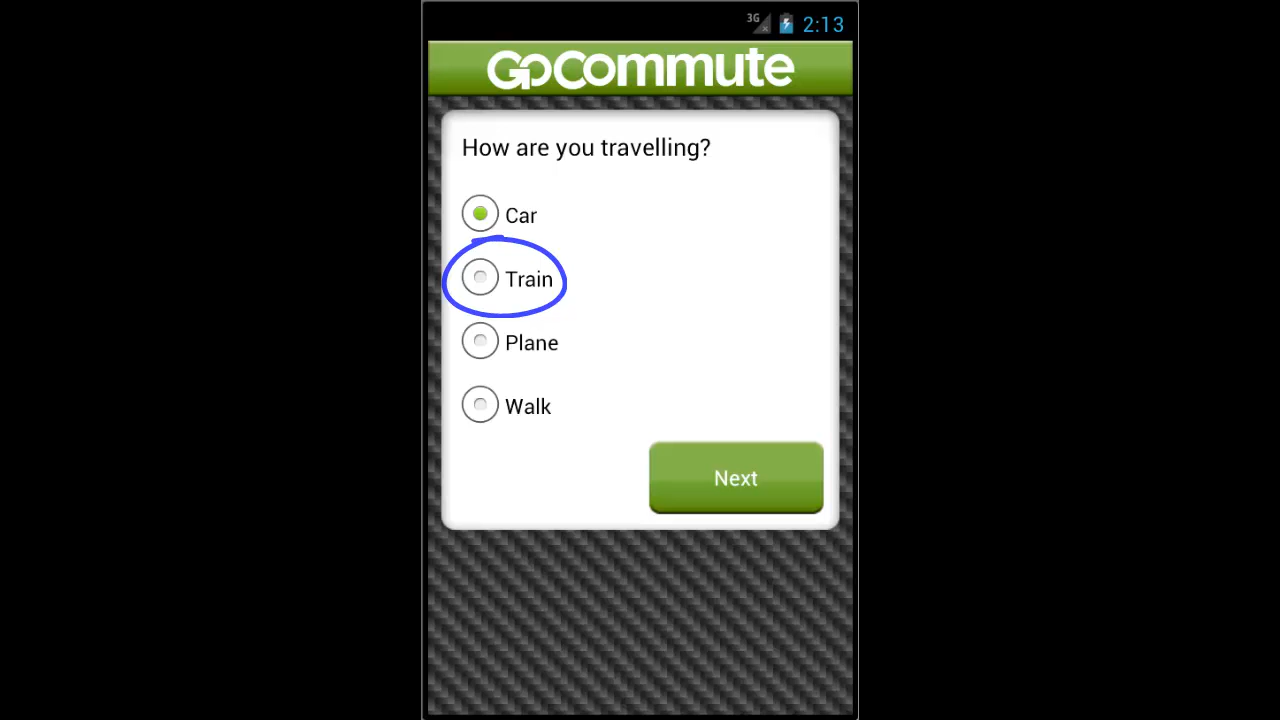 3G 2:13
GoCommute
How are you travelling?
Car
Train
Plane
Walk
Next